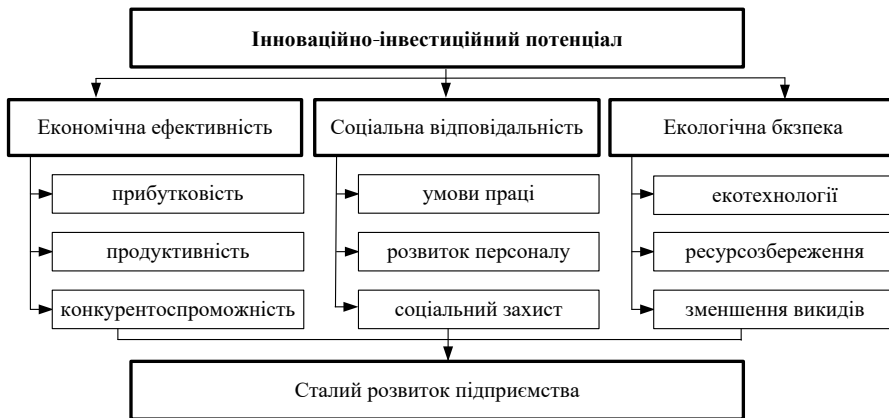 Інноваційно-інвестиційний потенціал
Економічна ефективність
Соціальна відповідальність
Екологічна бкзпека
прибутковість
умови праці
екотехнології
продуктивність
розвиток персоналу
ресурсозбереження
конкурентоспроможність
соціальний захист
зменшення викидів
Сталий розвиток підприємства